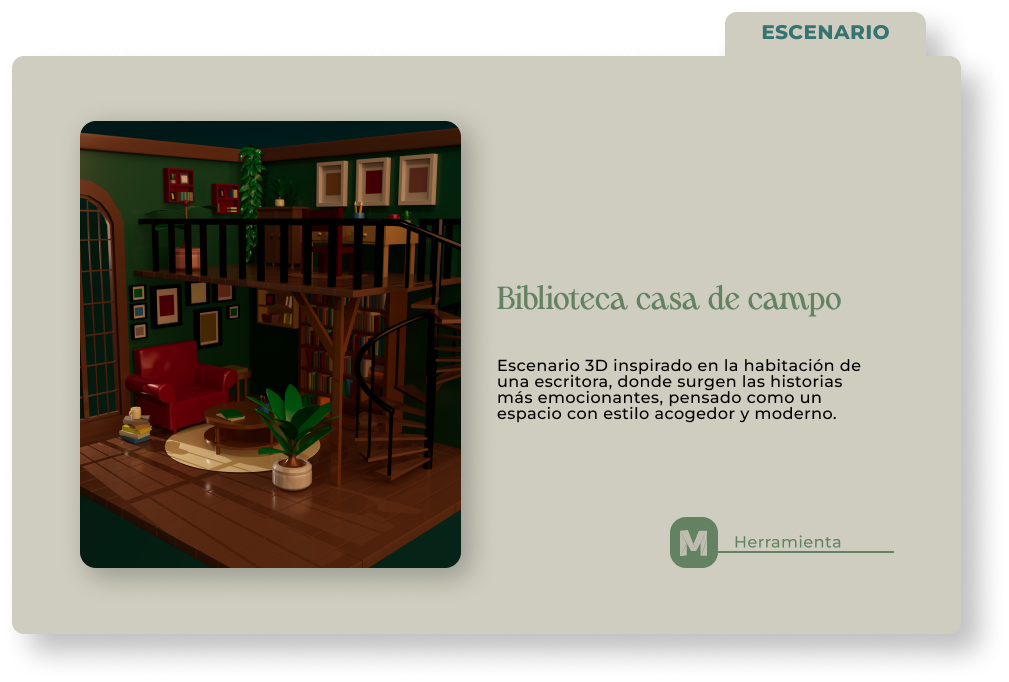 ESCENARIO
Biblioteca casa de campo
Escenario 3D inspirado en la habitación de
una escritora, donde surgen las historias
más emocionantes, pensado como un
espacio con estilo acogedor y moderno.
M
Herramienta